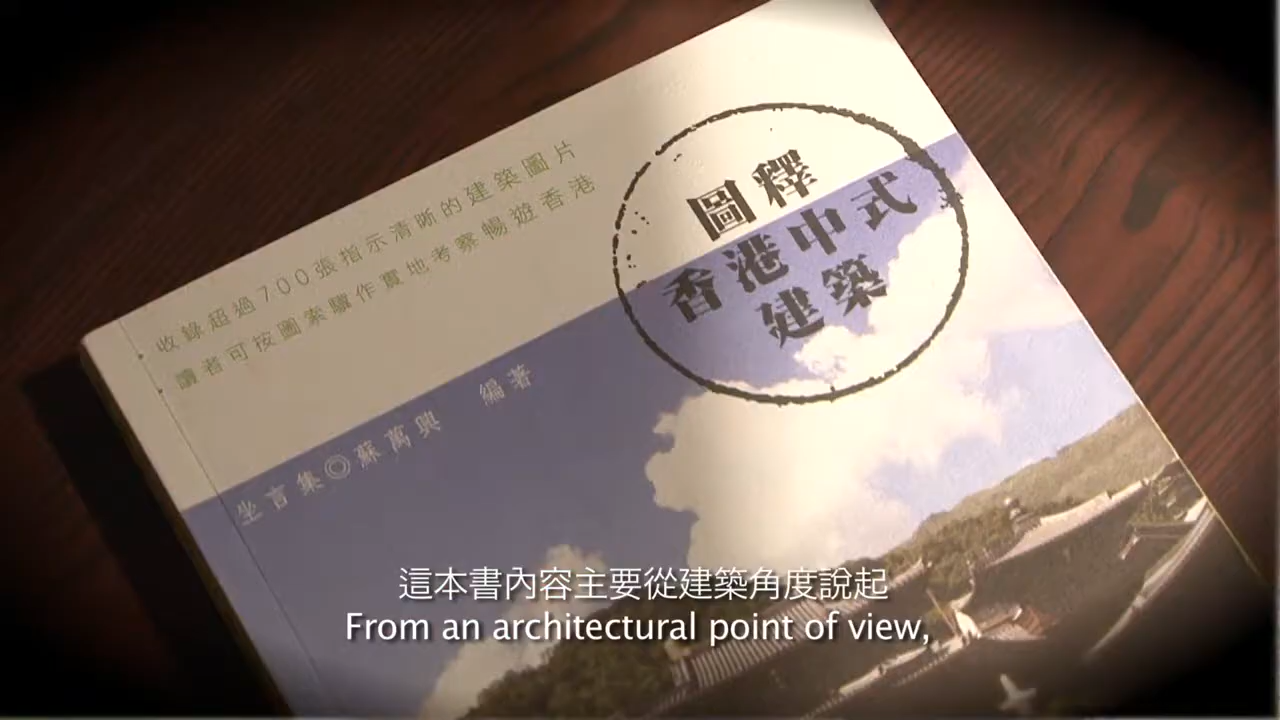 收錄超過700張指示清晰的建築圖片
讀者可按圖索驥作實地考察暢遊香港
圖釋
香港中式
建築
坐言集◎蘇萬興 編著
這本書內容主要從建築角度說起
From an architectural point of view,